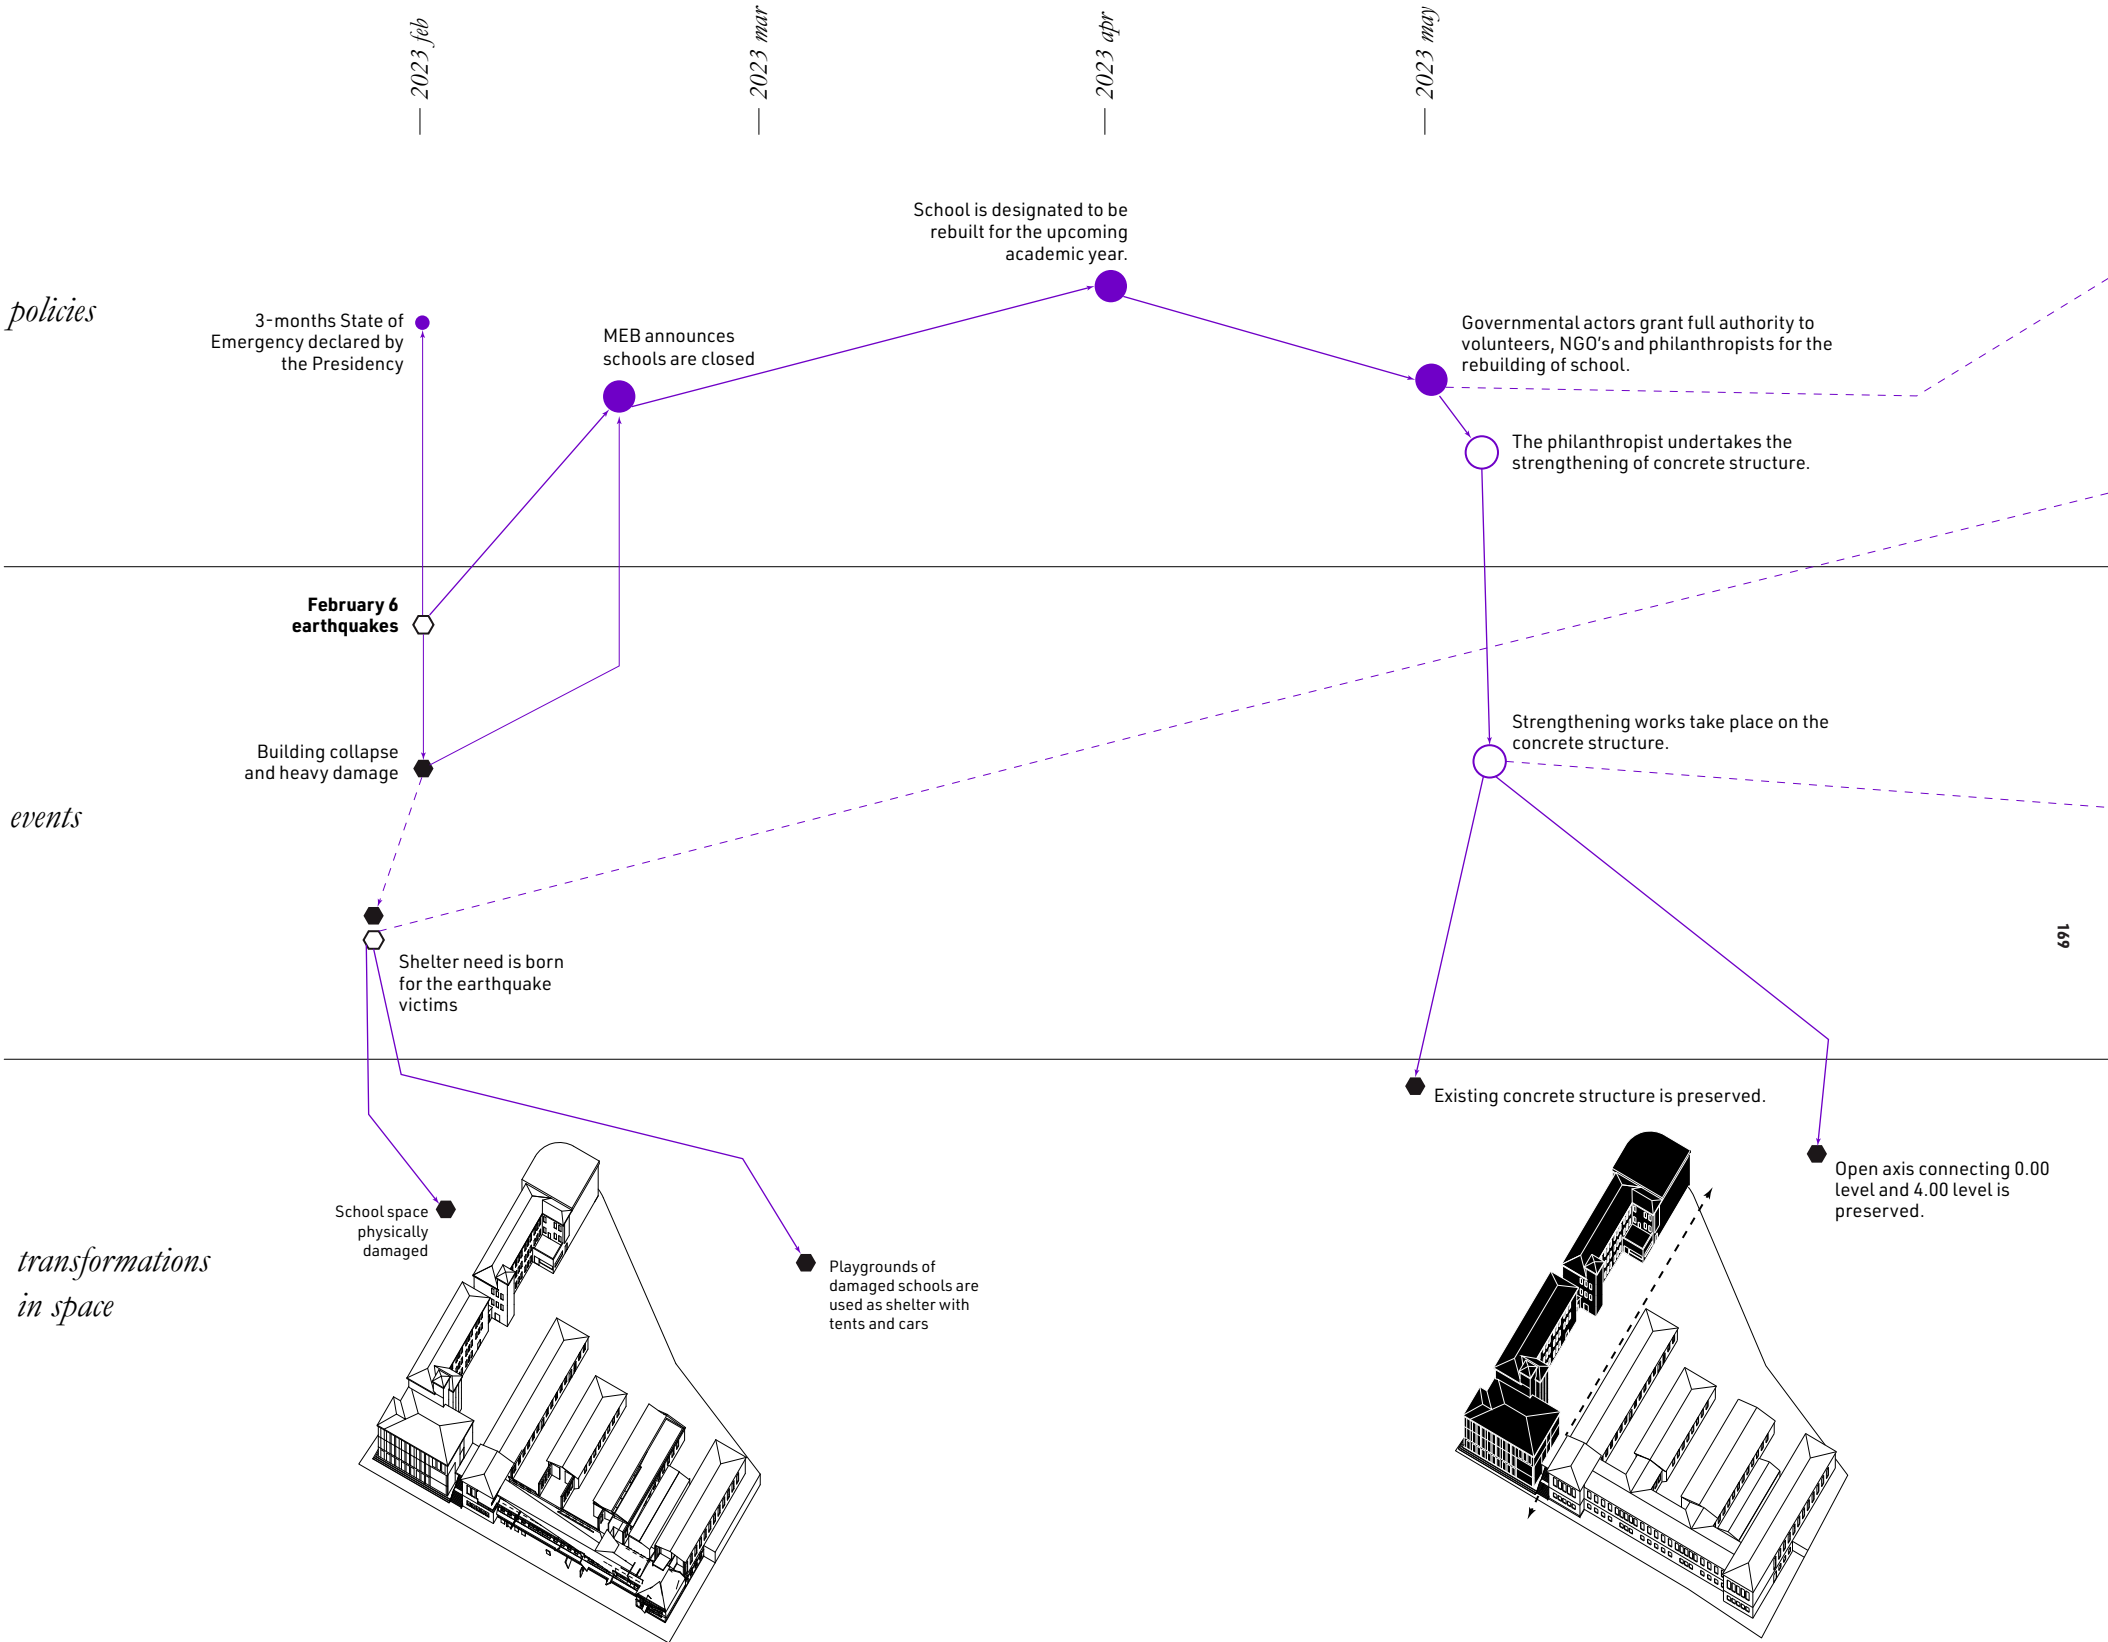 — 2023 feb
— 2023 mar
— 2023 apr
— 2023 may
policies
School is designated to be
rebuilt for the upcoming
academic year.
3-months State of
Emergency declared by
the Presidency
MEB announces
schools are closed
Governmental actors grant full authority to
volunteers, NGO's and philanthropists for the
rebuilding of school.
The philanthropist undertakes the
strengthening of concrete structure.
events
February 6
earthquakes
Building collapse
and heavy damage
Strengthening works take place on the
concrete structure.
Shelter need is born
for the earthquake
victims
169
transformations
in space
Existing concrete structure is preserved.
Open axis connecting 0.00
level and 4.00 level is
preserved.
School space
physically
damaged
Playgrounds of
damaged schools are
used as shelter with
tents and cars